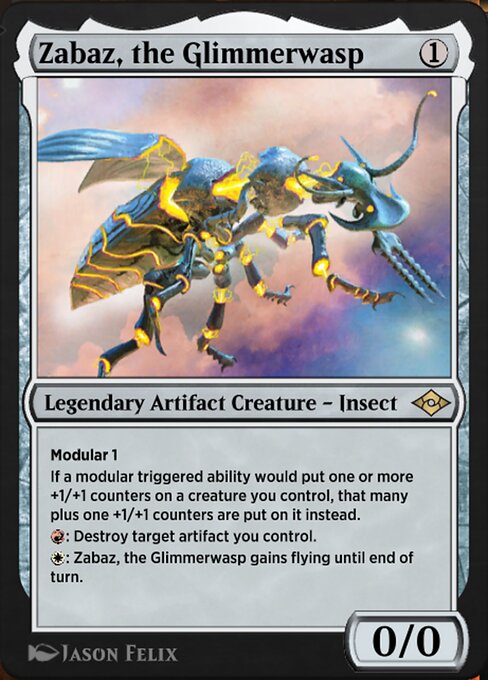 Zabaz, the Glimmerwasp 1
Legendary Artifact Creature – Insect
Modular 1
If a modular triggered ability would put one or more
+1/+1 counters on a creature you control, that many
plus one +1/+1 counters are put on it instead.
: Destroy target artifact you control.
: Zabaz, the Glimmerwasp gains flying until end of
turn.
0/0
Jason Felix